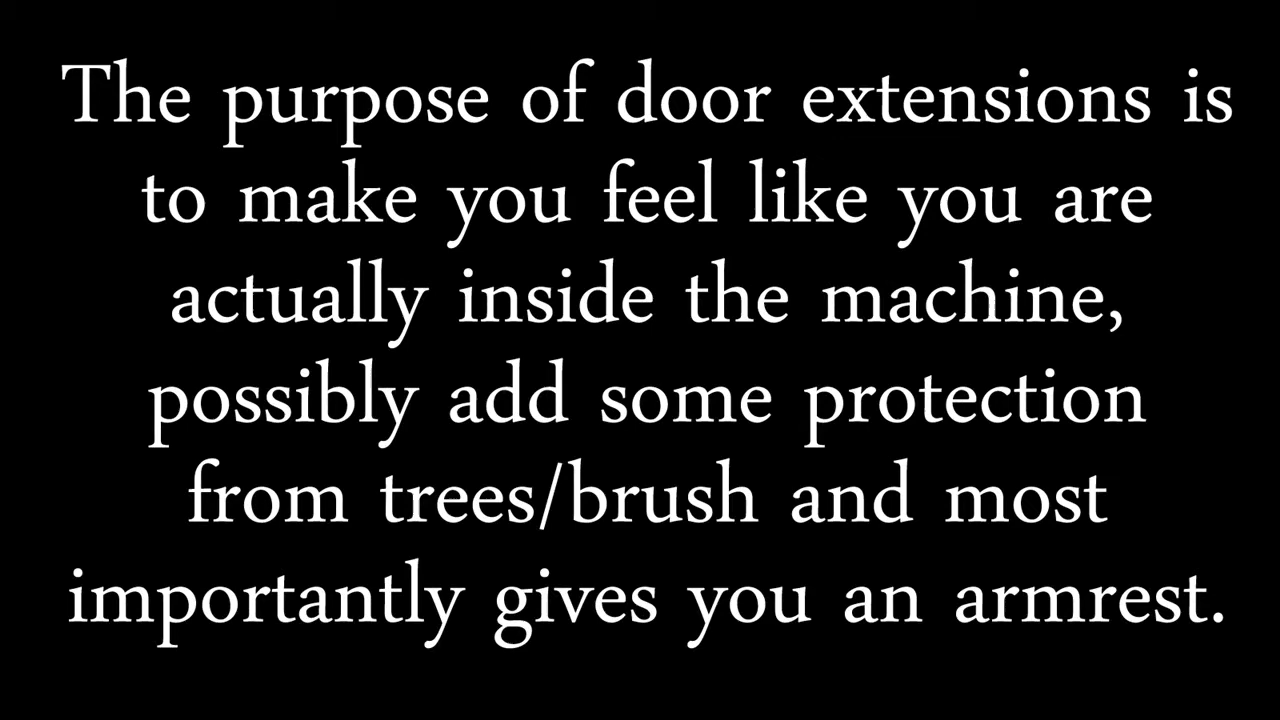 The purpose of door extensions is
to make you feel like you are
actually inside the machine,
possibly add some protection
from trees/brush and most
importantly gives you an armrest.